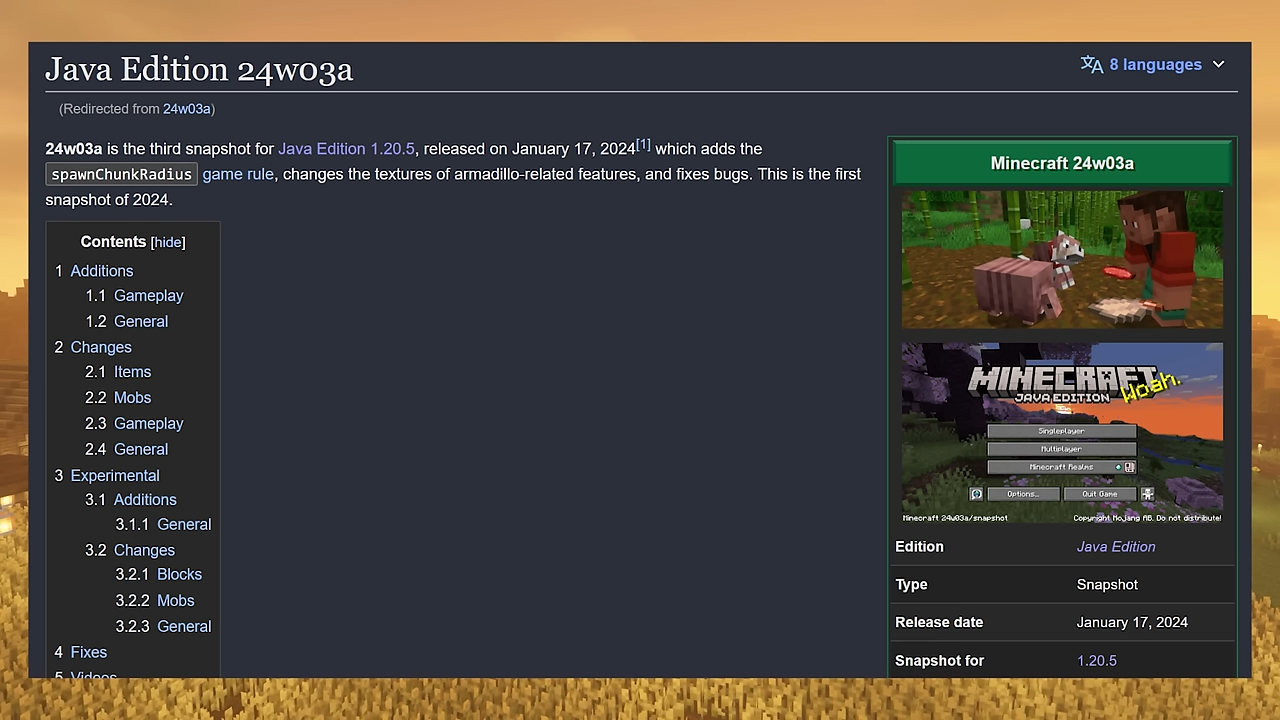 Java Edition 24w03a
8 languages
(Redirected from 24w03a)
24w03a is the third snapshot for Java Edition 1.20.5, released on January 17, 2024[1] which adds the
spawnChunkRadius game rule, changes the textures of armadillo-related features, and fixes bugs. This is the first
snapshot of 2024.
Contents [hide]
1 Additions
1.1 Gameplay
1.2 General
2 Changes
2.1 Items
2.2 Mobs
2.3 Gameplay
2.4 General
3 Experimental
3.1 Additions
3.1.1 General
3.2 Changes
3.2.1 Blocks
3.2.2 Mobs
3.2.3 General
4 Fixes
5 Videos
Minecraft 24w03a
MINECRAFT
JAVA EDITION
Woah.
Singleplayer
Multiplayer
Minecraft Realms
Options...
Quit Game
Minecraft 24w03a/snapshot
Copyright Mojang AB. Do not distribute!
Edition Java Edition
Type Snapshot
Release date January 17, 2024
Snapshot for 1.20.5